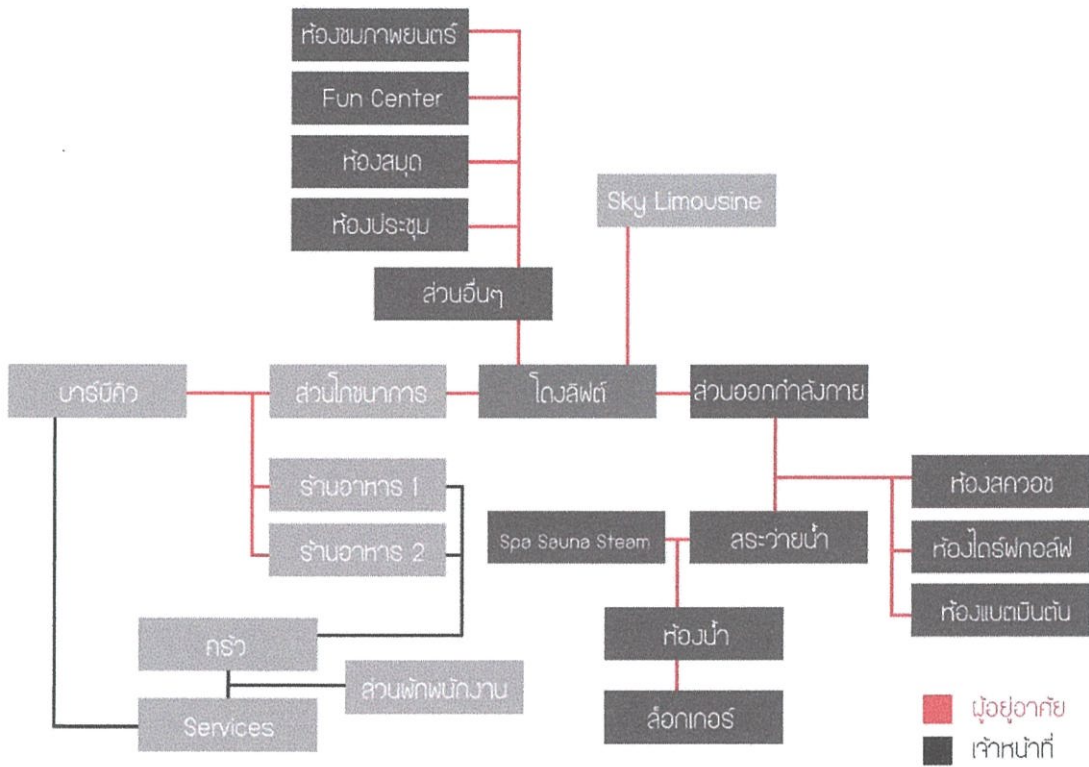 ห้องชมภาพยนตร์
Fun Center
ห้องสมุด
ห้องประชุม
Sky Limousine
ส่วนอื่นๆ
บาร์บีคิว
ส่วนโภชนาการ
โถงลิฟต์
ส่วนออกกำลังกาย
ร้านอาหาร 1
ร้านอาหาร 2
ห้องสควอช
Spa Sauna Steam
สระว่ายน้ำ
ห้องไดร์ฟกอล์ฟ
ห้องแบตมินตัน
ครัว
ห้องน้ำ
ส่วนพักพนักงาน
Services
ล็อกเกอร์
ผู้อยู่อาศัย
เจ้าหน้าที่